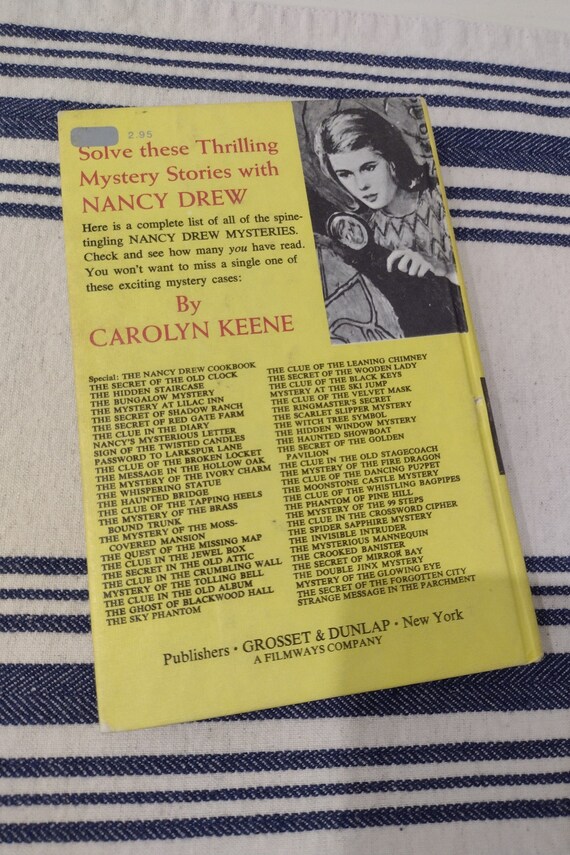 2.95
Solve these Thrilling
Mystery Stories with
NANCY DREW
Here is a complete list of all of the spine-
tingling NANCY DREW MYSTERIES.
Check and see how many you have read.
You won't want to miss a single one of
these exciting mystery cases:
By
CAROLYN KEENE
Special: THE NANCY DREW COOKBOOK
THE SECRET OF THE OLD CLOCK
THE HIDDEN STAIRCASE
THE BUNGALOW MYSTERY
THE MYSTERY AT LILAC INN
THE SECRET OF SHADOW RANCH
THE SECRET OF RED GATE FARM
THE CLUE IN THE DIARY
NANCY'S MYSTERIOUS LETTER
SIGN OF THE TWISTED CANDLES
PASSWORD TO LARKSPUR LANE
THE CLUE OF THE BROKEN LOCKET
THE MESSAGE IN THE HOLLOW OAK
THE MYSTERY OF THE IVORY CHARM
THE WHISPERING STATUE
THE HAUNTED BRIDGE
THE CLUE OF THE TAPPING HEELS
THE MYSTERY OF THE BRASS
BOUND TRUNK
THE MYSTERY OF THE MOSS-
COVERED MANSION
THE QUEST OF THE MISSING MAP
THE CLUE IN THE JEWEL BOX
THE SECRET IN THE OLD ATTIC
THE CLUE IN THE CRUMBLING WALL
MYSTERY OF THE TOLLING BELL
THE CLUE IN THE OLD ALBUM
THE GHOST OF BLACKWOOD HALL
THE SKY PHANTOM
THE CLUE OF THE LEANING CHIMNEY
THE SECRET OF THE WOODEN LADY
THE CLUE OF THE BLACK KEYS
MYSTERY AT THE SKI JUMP
THE CLUE OF THE VELVET MASK
THE RINGMASTER'S SECRET
THE SCARLET SLIPPER MYSTERY
THE WITCH TREE SYMBOL
THE HIDDEN WINDOW MYSTERY
THE HAUNTED SHOWBOAT
THE SECRET OF THE GOLDEN
PAVILION
THE CLUE IN THE OLD STAGECOACH
THE MYSTERY OF THE FIRE DRAGON
THE CLUE OF THE DANCING PUPPET
THE MOONSTONE CASTLE MYSTERY
THE CLUE OF THE WHISTLING BAGPIPES
THE PHANTOM OF PINE HILL
THE MYSTERY OF THE 99 STEPS
THE CLUE IN THE CROSSWORD CIPHER
THE SPIDER SAPPHIRE MYSTERY
THE INVISIBLE INTRUDER
THE MYSTERIOUS MANNEQUIN
THE CROOKED BANISTER
THE SECRET OF MIRROR BAY
THE DOUBLE JINX MYSTERY
MYSTERY OF THE GLOWING EYE
THE SECRET OF THE FORGOTTEN CITY
STRANGE MESSAGE IN THE PARCHMENT
Publishers • GROSSET & DUNLAP • New York
A FILMWAYS COMPANY